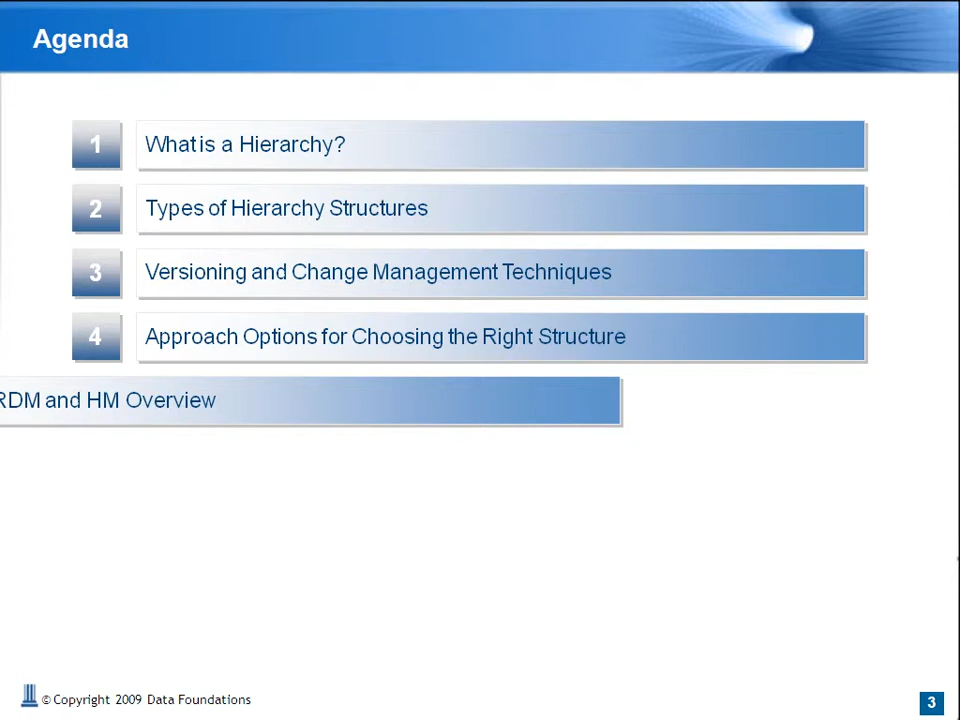 Agenda
1 What is a Hierarchy?
2 Types of Hierarchy Structures
3 Versioning and Change Management Techniques
4 Approach Options for Choosing the Right Structure
RDM and HM Overview
© Copyright 2009 Data Foundations
3